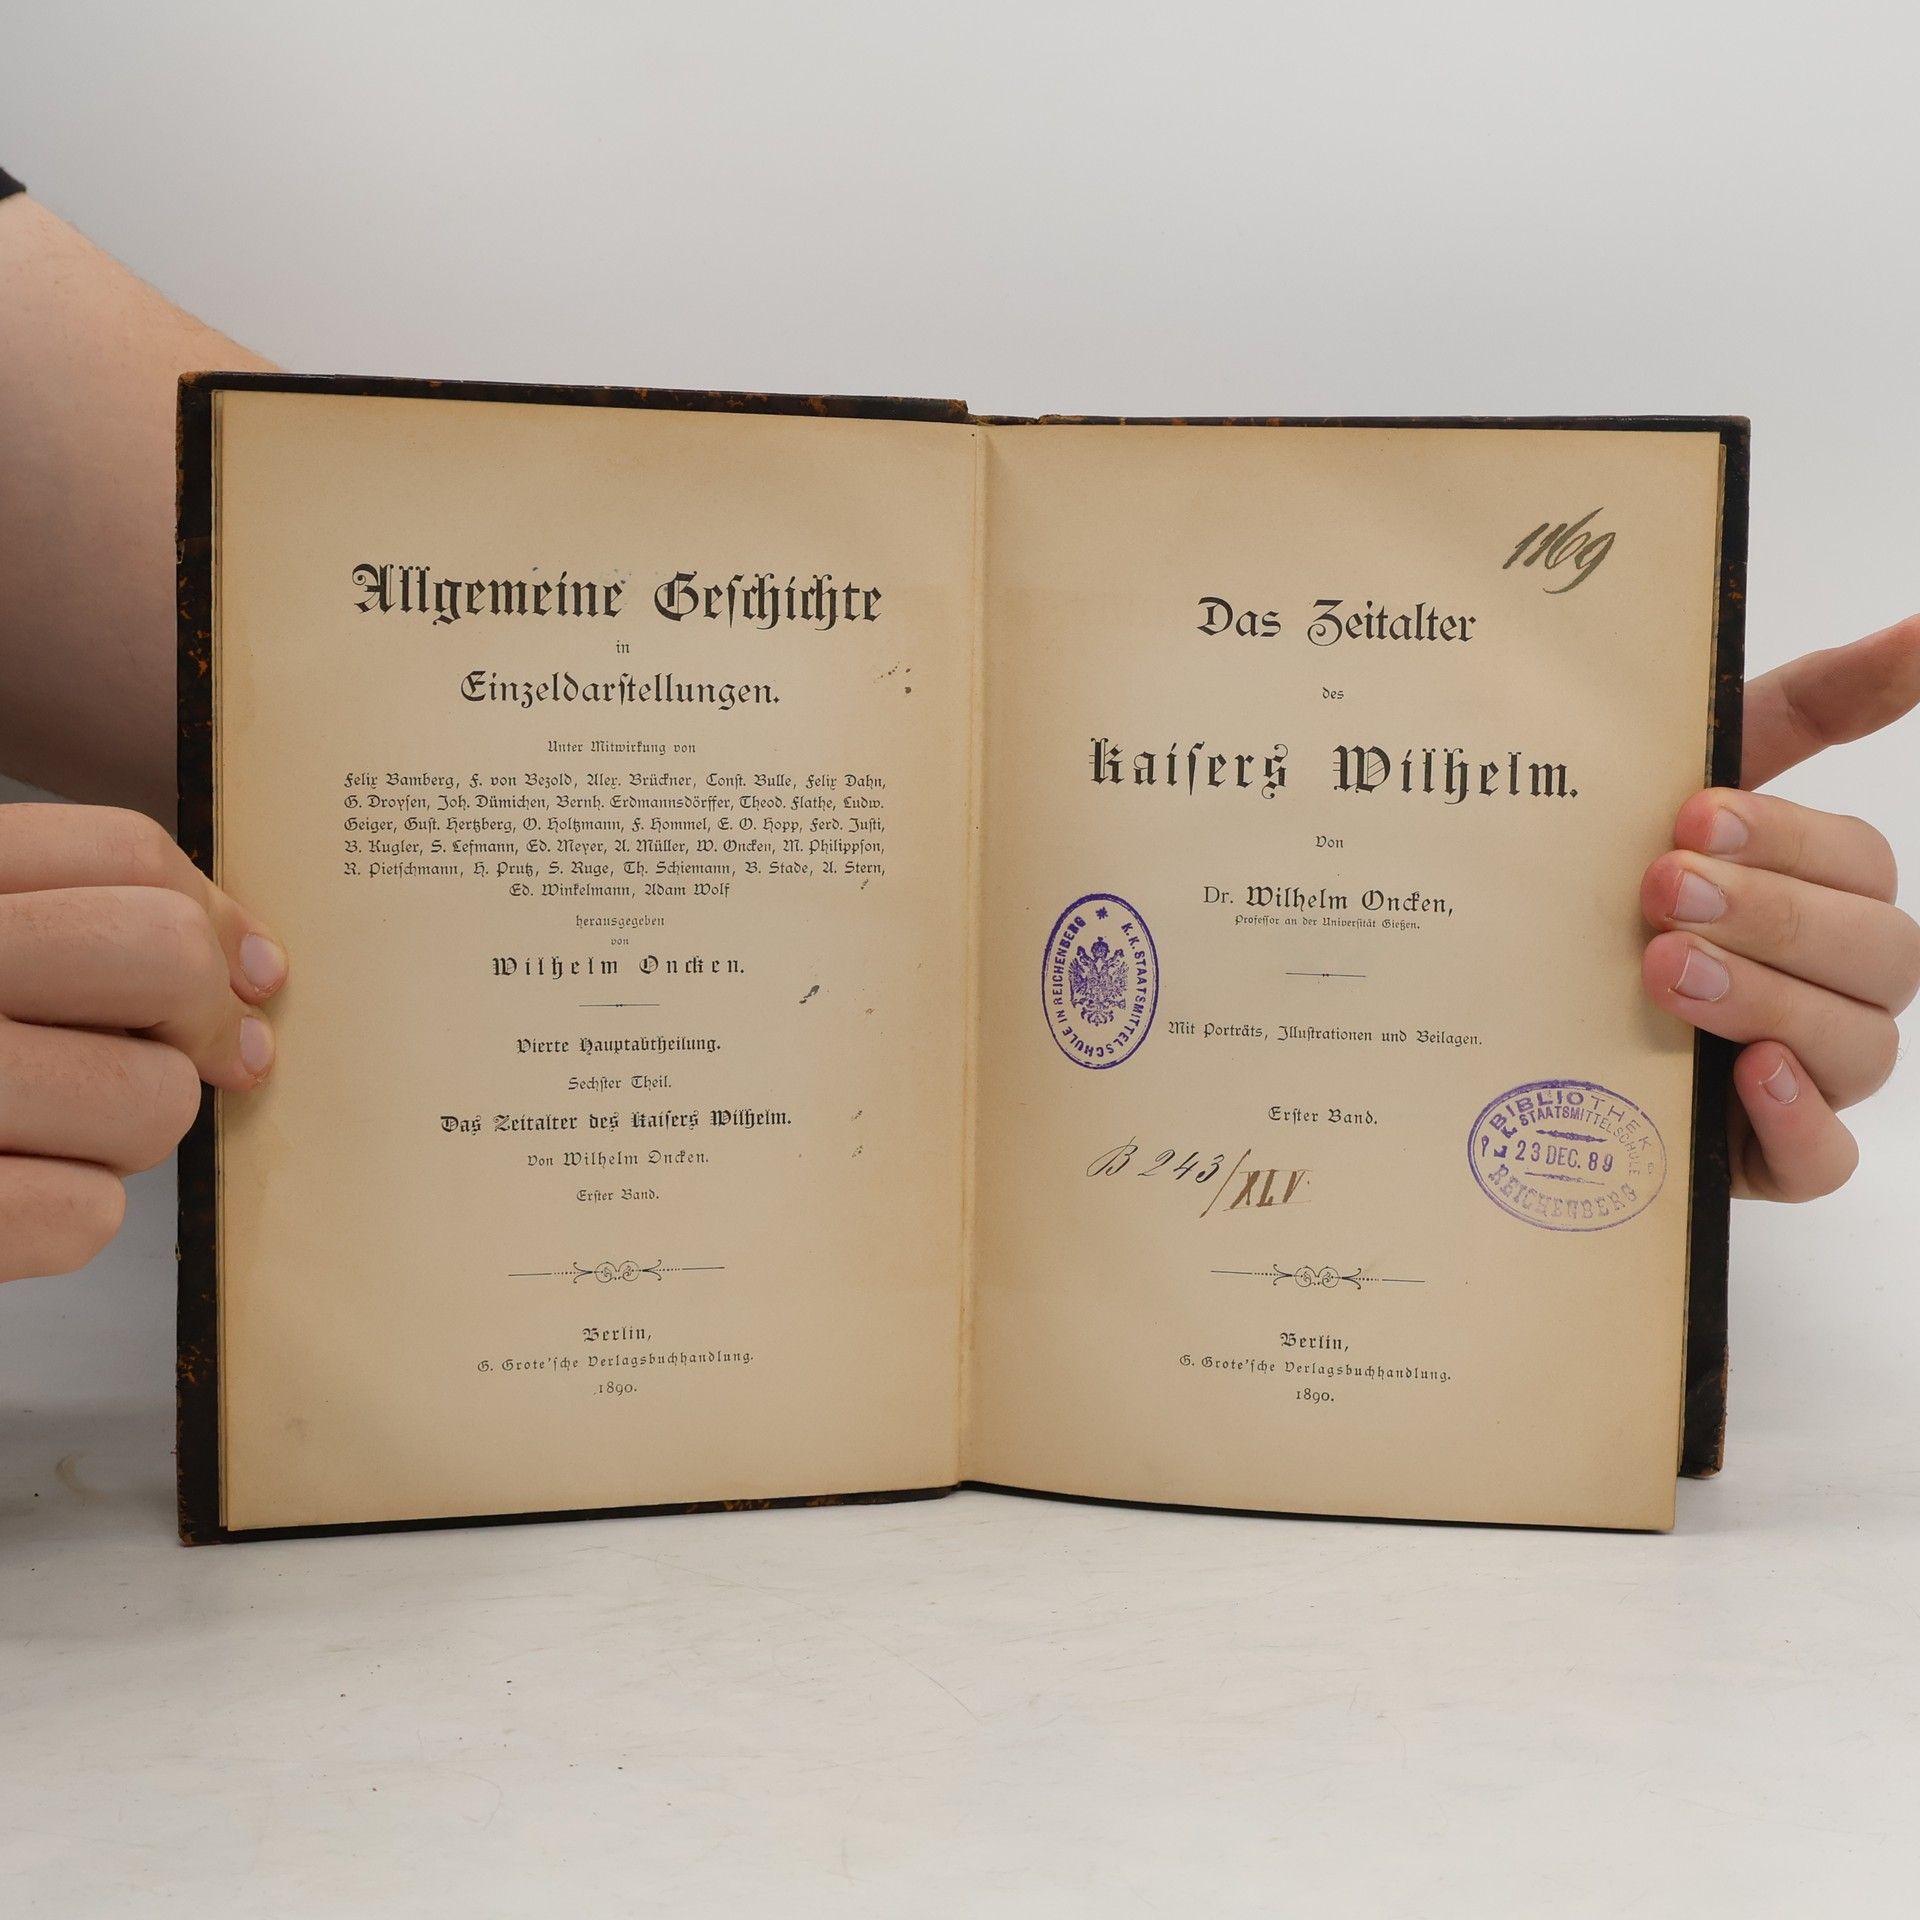 Allgemeine Geschichte
in
Einzeldarstellungen.
Unter Mitwirkung von
Felix Bamberg, F. von Bezold, Alex. Brückner, Const. Bulle, Felix Dahn,
G. Droysen, Joh. Dümichen, Bernh. Erdmannsdörffer, Theod. Flathe, Ludw.
Geiger, Gust. Hertzberg, O. Holtzmann, F. Hommel, E. O. Hopp, Ferd. Justi,
B. Kugler, S. Lefmann, Ed. Meyer, A. Müller, W. Oncken, M. Philippson,
R. Pietschmann, H. Prutz, S. Ruge, Th. Schiemann, B. Stade, A. Stern,
Ed. Winkelmann, Adam Wolf
herausgegeben
von
Wilhelm Oncken.
Vierte Hauptabtheilung.
Sechster Theil.
Das Zeitalter des Kaisers Wilhelm.
Von Wilhelm Oncken.
Erster Band.
Berlin,
G. Grote'sche Verlagsbuchhandlung.
1890.
1169
Das Zeitalter
des
Kaisers Wilhelm.
Von
Dr. Wilhelm Oncken,
Professor an der Universität Gießen.
K.K. STAATSMITTELSCHULE IN REICHENBERG
Mit Porträts, Illustrationen und Beilagen.
Erster Band.
BIBLIOTHEK
STAATSMITTELSCHULE
23 DEC. 89
REICHENBERG
B 243/XLV.
Berlin,
G. Grote'sche Verlagsbuchhandlung.
1890.